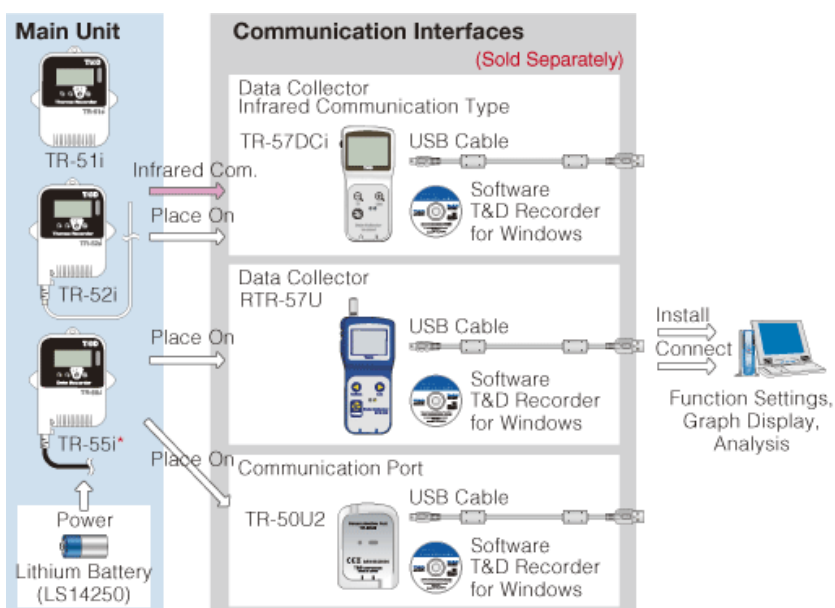 Main Unit
TR-51i
TR-52i
TR-55i*
Power
Lithium Battery
(LS14250)
Infrared Com.
Place On
Place On
Place On
Communication Interfaces
(Sold Separately)
Data Collector
Infrared Communication Type
TR-57DCi
USB Cable
Software
T&D Recorder
for Windows
Data Collector
RTR-57U
USB Cable
Software
T&D Recorder
for Windows
Communication Port
TR-50U2
USB Cable
Software
T&D Recorder
for Windows
Install
Connect
Function Settings,
Graph Display,
Analysis